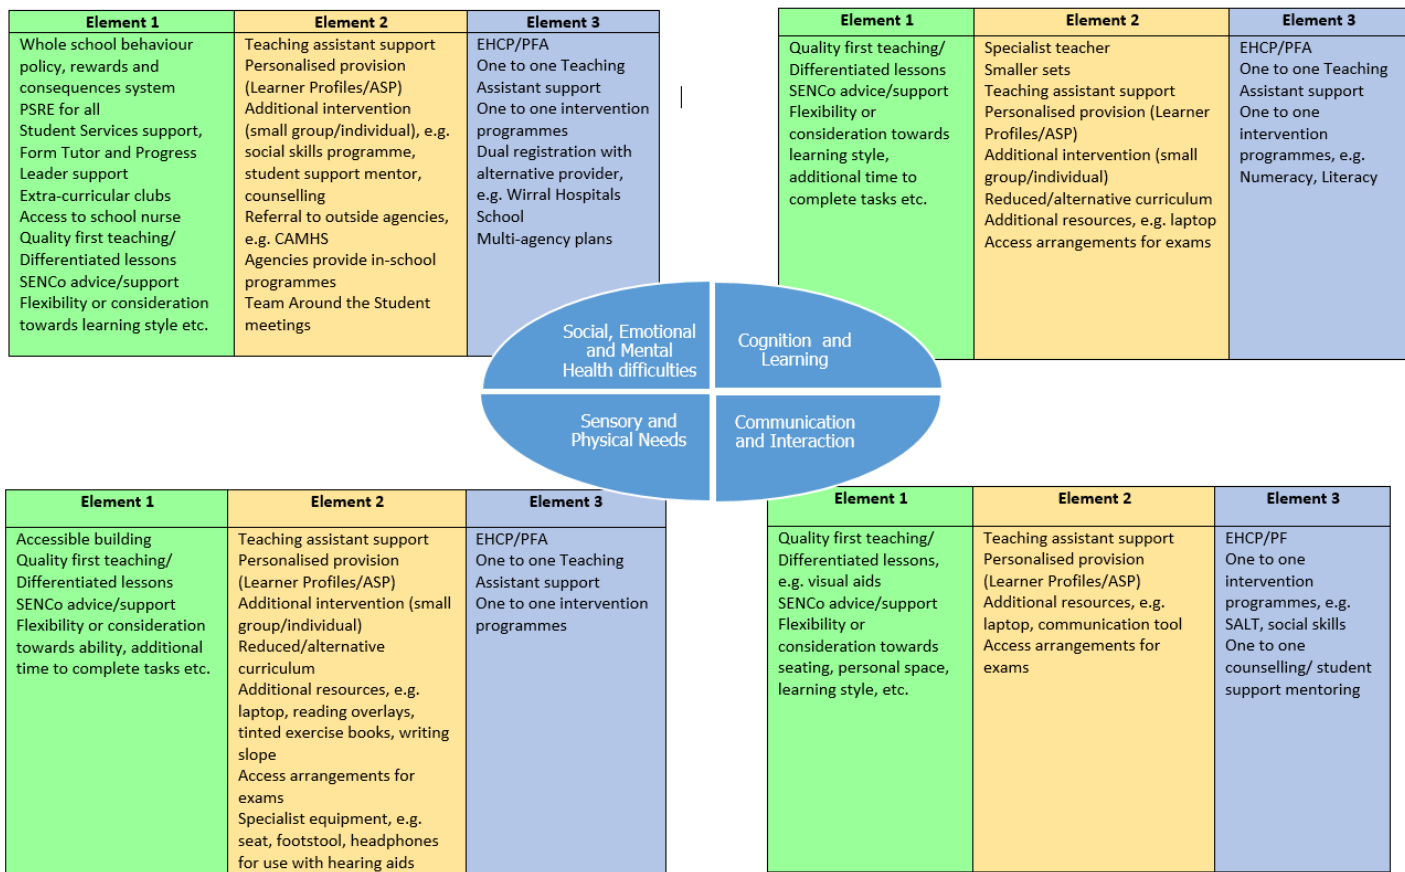 Element 1
Whole school behaviour
policy, rewards and
consequences system
PSRE for all
Student Services support,
Form Tutor and Progress
Leader support
Extra-curricular clubs
Access to school nurse
Quality first teaching/
Differentiated lessons
SENCo advice/support
Flexibility or consideration
towards learning style etc.
Element 2
Teaching assistant support
Personalised provision
(Learner Profiles/ASP)
Additional intervention
(small group/individual), e.g.
social skills programme,
student support mentor,
counselling
Referral to outside agencies,
e.g. CAMHS
Agencies provide in-school
programmes
Team Around the Student
meetings
Element 3
EHCP/PFA
One to one Teaching
Assistant support
One to one intervention
programmes
Dual registration with
alternative provider,
e.g. Wirral Hospitals
School
Multi-agency plans
Element 1
Quality first teaching/
Differentiated lessons
SENCo advice/support
Flexibility or
consideration towards
learning style,
additional time to
complete tasks etc.
Element 2
Specialist teacher
Smaller sets
Teaching assistant support
Personalised provision (Learner
Profiles/ASP)
Additional intervention (small
group/individual)
Reduced/alternative curriculum
Additional resources, e.g. laptop
Access arrangements for exams
Element 3
EHCP/PFA
One to one Teaching
Assistant support
One to one
intervention
programmes, e.g.
Numeracy, Literacy
Social, Emotional
and Mental
Health difficulties
Cognition and
Learning
Sensory and
Physical Needs
Communication
and Interaction
Element 1
Accessible building
Quality first teaching/
Differentiated lessons
SENCo advice/support
Flexibility or consideration
towards ability, additional
time to complete tasks etc.
Element 2
Teaching assistant support
Personalised provision
(Learner Profiles/ASP)
Additional intervention (small
group/individual)
Reduced/alternative
curriculum
Additional resources, e.g.
laptop, reading overlays,
tinted exercise books, writing
slope
Access arrangements for
exams
Specialist equipment, e.g.
seat, footstool, headphones
for use with hearing aids
Element 3
EHCP/PFA
One to one Teaching
Assistant support
One to one intervention
programmes
Element 1
Quality first teaching/
Differentiated lessons,
e.g. visual aids
SENCo advice/support
Flexibility or
consideration towards
seating, personal space,
learning style, etc.
Element 2
Teaching assistant support
Personalised provision
(Learner Profiles/ASP)
Additional resources, e.g.
laptop, communication tool
Access arrangements for
exams
Element 3
EHCP/PF
One to one
intervention
programmes, e.g.
SALT, social skills
One to one
counselling/ student
support mentoring